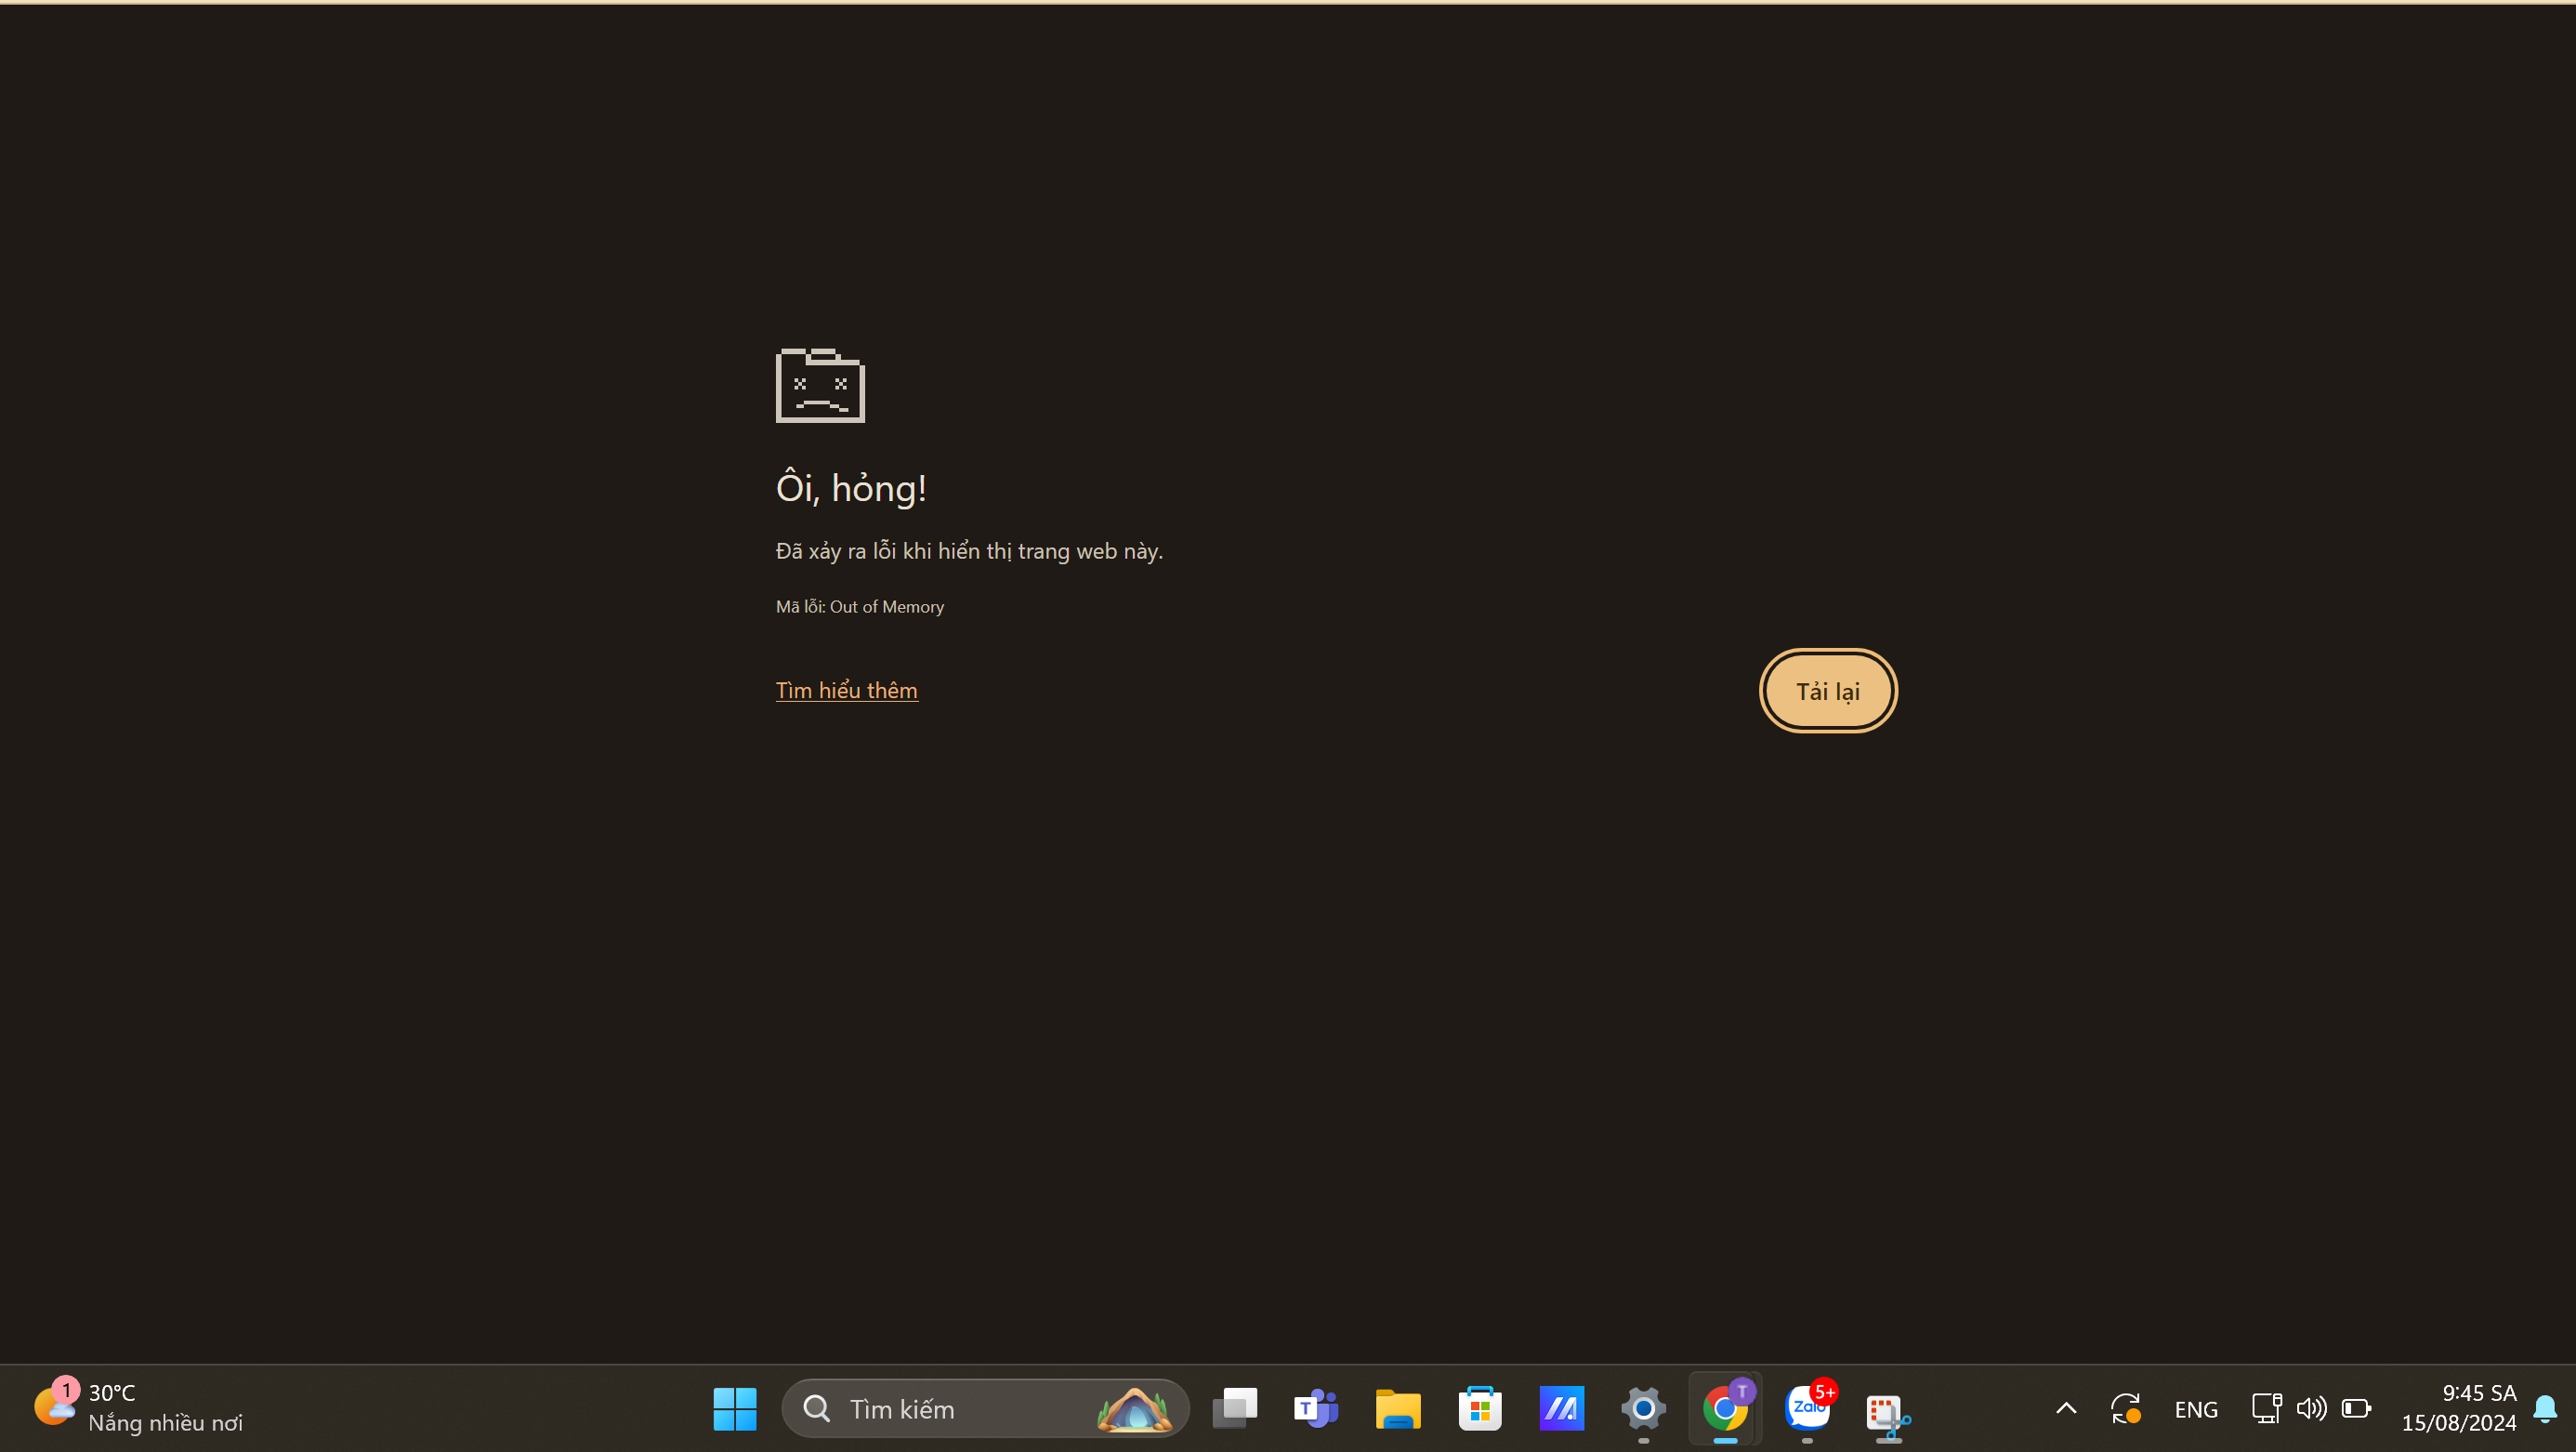 Ôi, hỏng!
Đã xảy ra lỗi khi hiển thị trang web này.
Mã lỗi: Out of Memory
Tìm hiểu thêm
Tải lại
1
30°C
Nắng nhiều nơi
Tìm kiếm
T
T
Zalo
5+
ENG
9:45 SA
15/08/2024